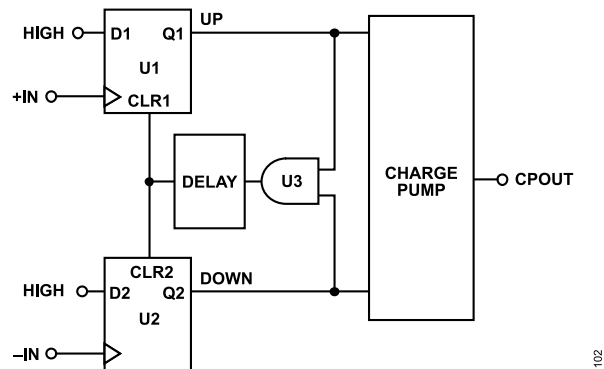 UP
HIGH
D1
Q1
U1
+IN
CLR1
DELAY
U3
CHARGE
PUMP
CPOUT
CLR2
DOWN
HIGH
D2
Q2
U2
–IN
102